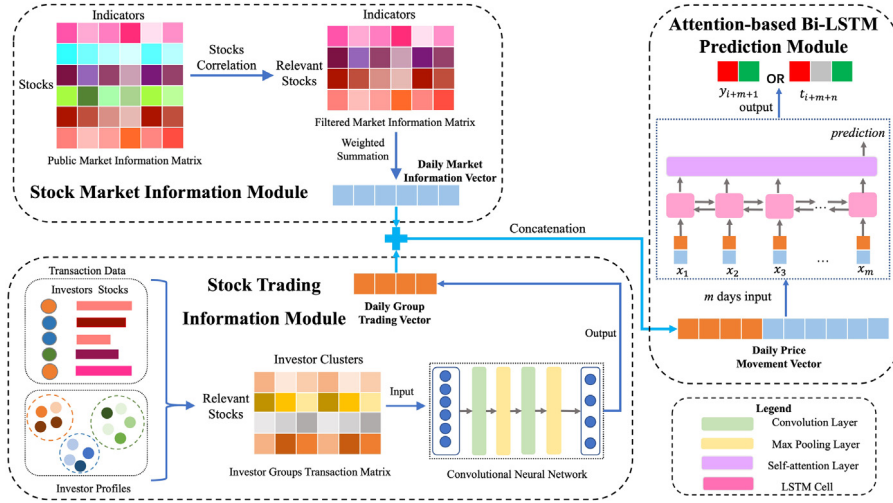 Indicators
Stocks
Public Market Information Matrix
Stocks
Correlation
Indicators
Relevant
Stocks
Filtered Market Information Matrix
Weighted
Summation
Daily Market
Information Vector
Stock Market Information Module
Concatenation
Transaction Data
Investors Stocks
Investor Profiles
Stock Trading
Information Module
Daily Group
Trading Vector
Output
Investor Clusters
Relevant
Stocks
Investor Groups Transaction Matrix
Input
Convolutional Neural Network
Attention-based Bi-LSTM
Prediction Module
OR
y_{i+m+1}
t_{i+m+n}
output
prediction
...
x_1 x_2 x_3 ... x_m
m days input
Daily Price
Movement Vector
Legend
Convolution Layer
Max Pooling Layer
Self-attention Layer
LSTM Cell